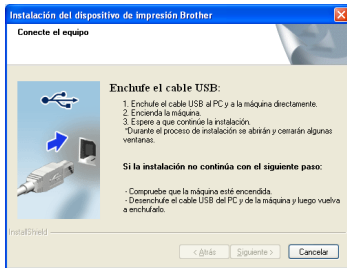 Instalación del dispositivo de impresión Brother
Conecte el equipo
Enchufe el cable USB:
1. Enchufe el cable USB al PC y a la máquina directamente.
2. Encienda la máquina.
3. Espere a que continúe la instalación.
*Durante el proceso de instalación se abrirán y cerrarán algunas
ventanas.
Si la instalación no continúa con el siguiente paso:
- Compruebe que la máquina esté encendida.
- Desenchufe el cable USB del PC y de la máquina y luego vuelva
a enchufarlo.
InstallShield
< Atrás
Siguiente >
Cancelar